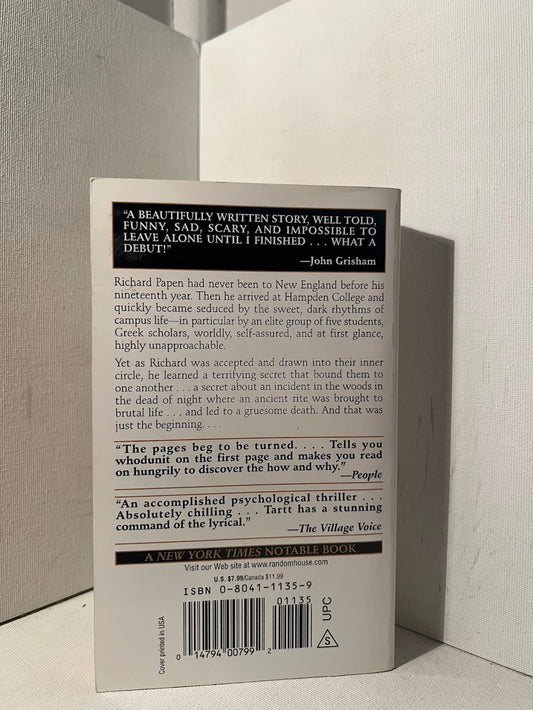 “A BEAUTIFULLY WRITTEN STORY, WELL TOLD,
FUNNY, SAD, SCARY, AND IMPOSSIBLE TO
LEAVE ALONE UNTIL I FINISHED . . . WHAT A
DEBUT!”
—John Grisham
Richard Papen had never been to New England before his
nineteenth year. Then he arrived at Hampden College and
quickly became seduced by the sweet, dark rhythms of
campus life—in particular by an elite group of five students,
Greek scholars, worldly, self-assured, and at first glance,
highly unapproachable.
Yet as Richard was accepted and drawn into their inner
circle, he learned a terrifying secret that bound them to
one another . . . a secret about an incident in the woods in
the dead of night where an ancient rite was brought to
brutal life . . . and led to a gruesome death. And that was
just the beginning. . . .
“The pages beg to be turned. . . . Tells you
whodunit on the first page and makes you read
on hungrily to discover the how and why.”
—People
“An accomplished psychological thriller . . .
Absolutely chilling . . . Tartt has a stunning
command of the lyrical.”
—The Village Voice
A NEW YORK TIMES NOTABLE BOOK
Visit our Web site at www.randomhouse.com
U.S. $7.99/Canada $11.99
ISBN 0-8041-1135-9
01135
0 14794 00799 2
S
UPC
Cover printed in USA